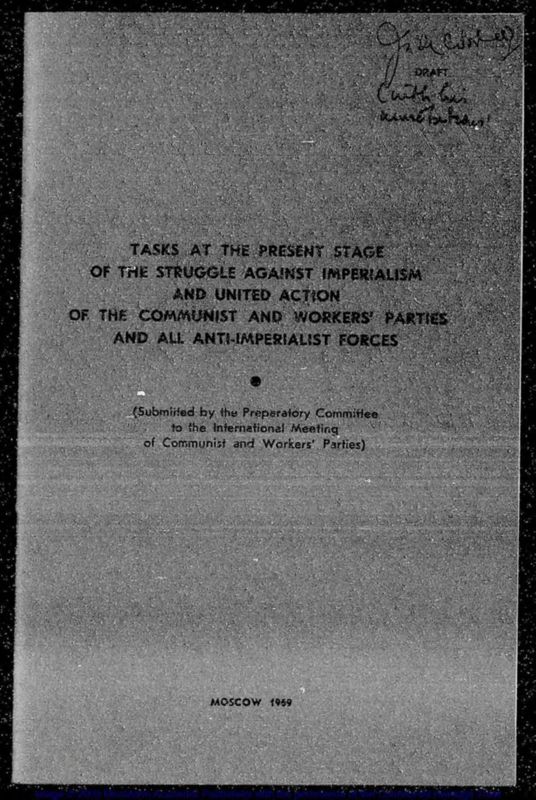 DRAFT
(with his
TASKS AT THE PRESENT STAGE
OF THE STRUGGLE AGAINST IMPERIALISM
AND UNITED ACTION
OF THE COMMUNIST AND WORKERS' PARTIES
AND ALL ANTI-IMPERIALIST FORCES
(Submitted by the Preparatory Committee
to the International Meeting
of Communist and Workers' Parties)
MOSCOW 1969